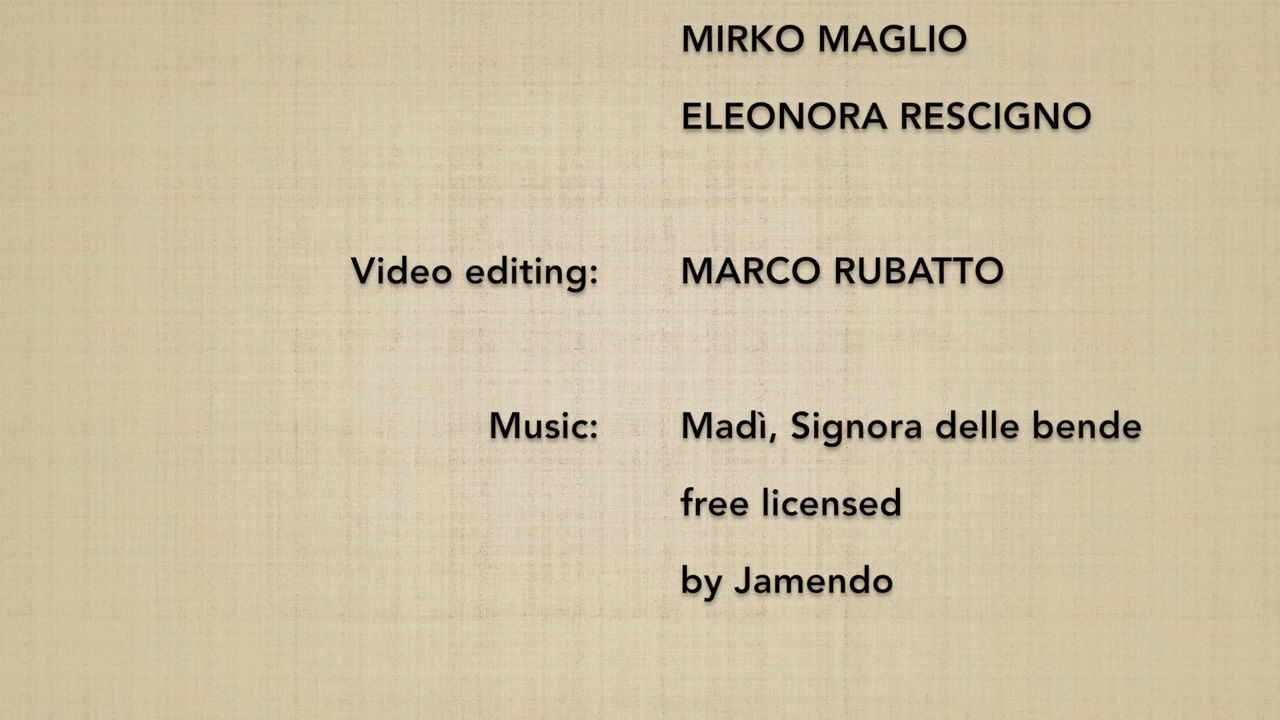 MIRKO MAGLIO
ELEONORA RESCIGNO
Video editing: MARCO RUBATTO
Music: Madì, Signora delle bende
free licensed
by Jamendo